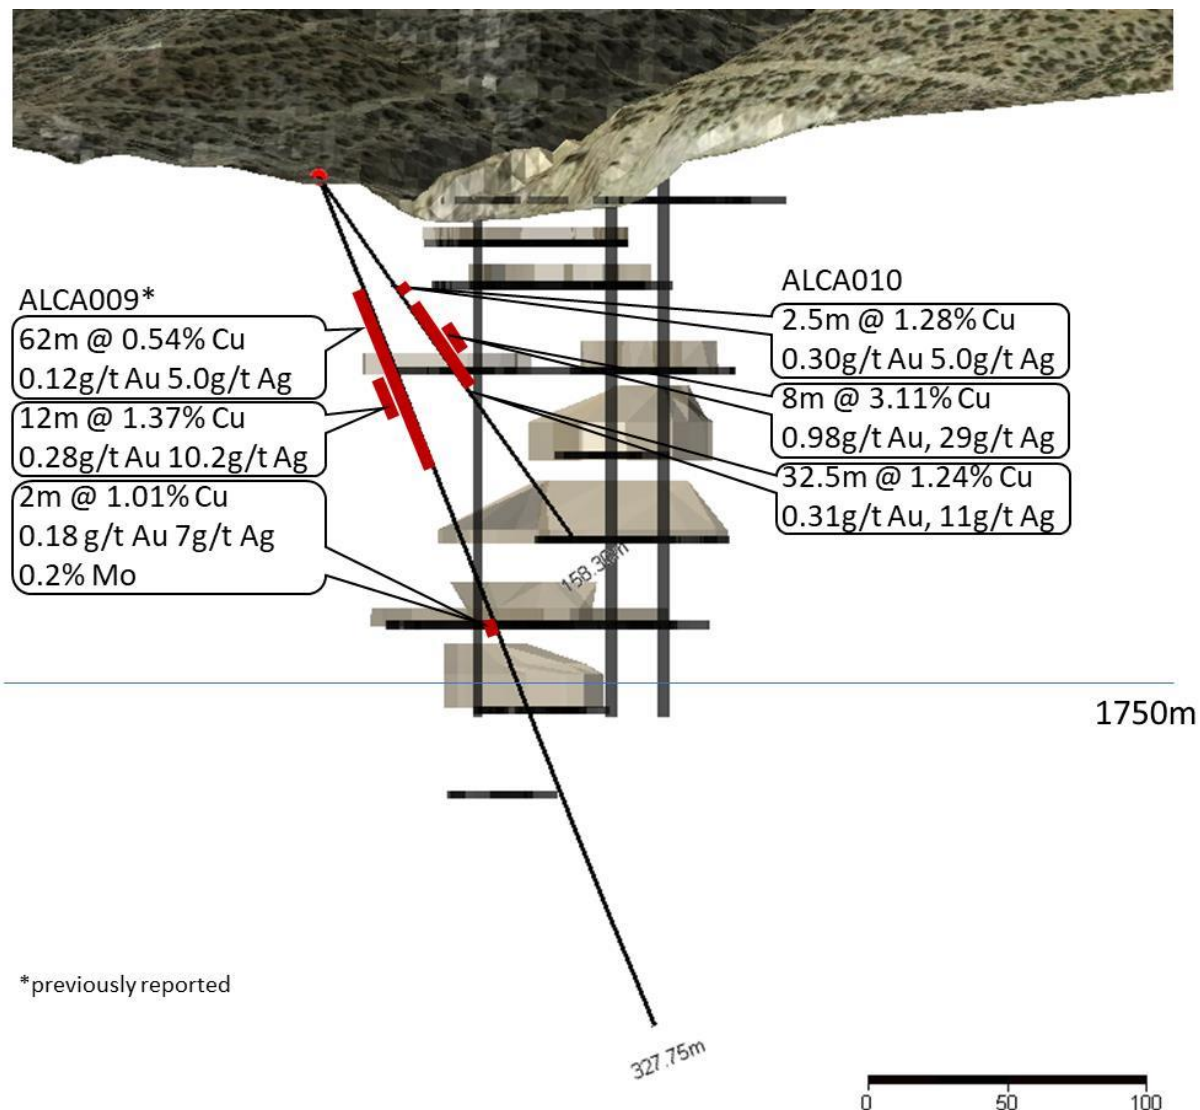 ALCA009*
62m @ 0.54% Cu
0.12g/t Au 5.0g/t Ag
12m @ 1.37% Cu
0.28g/t Au 10.2g/t Ag
2m @ 1.01% Cu
0.18 g/t Au 7g/t Ag
0.2% Mo
ALCA010
2.5m @ 1.28% Cu
0.30g/t Au 5.0g/t Ag
8m @ 3.11% Cu
0.98g/t Au, 29g/t Ag
32.5m @ 1.24% Cu
0.31g/t Au, 11g/t Ag
1750m
*previously reported
327.75m
0 50 100